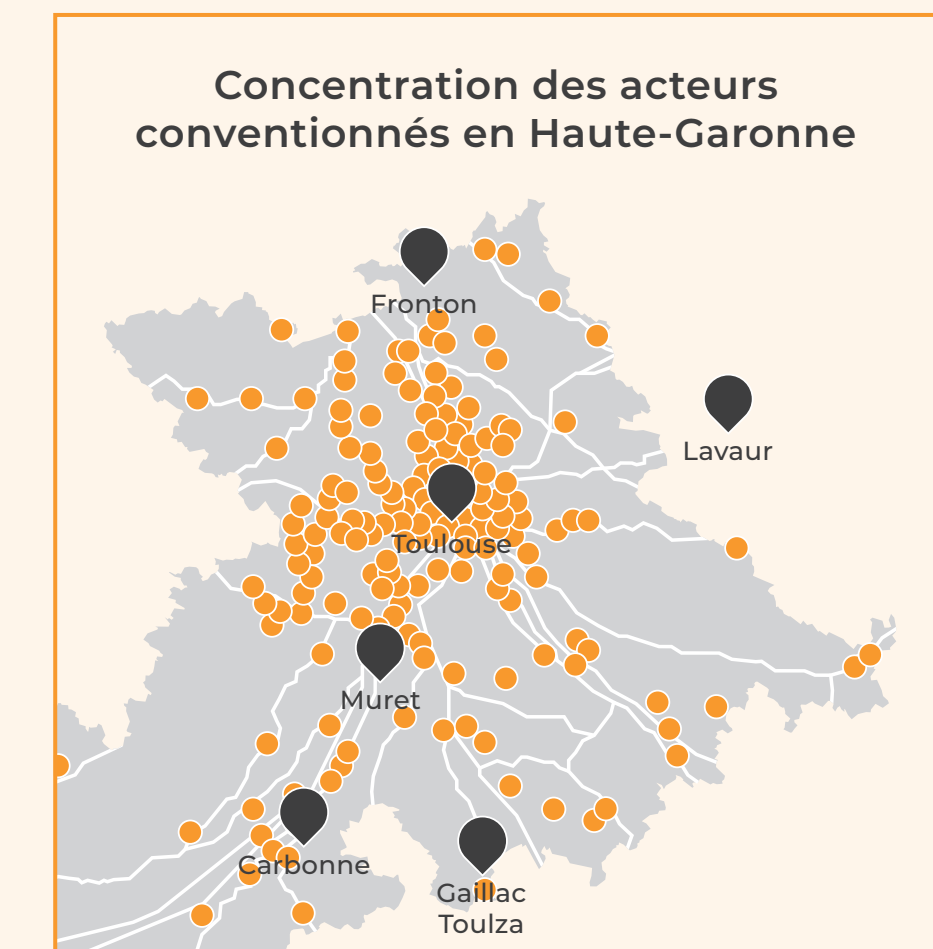 Concentration des acteurs
conventionnés en Haute-Garonne
Fronton
Lavaur
Toulouse
Muret
Carbonne
Gaillac
Toulza